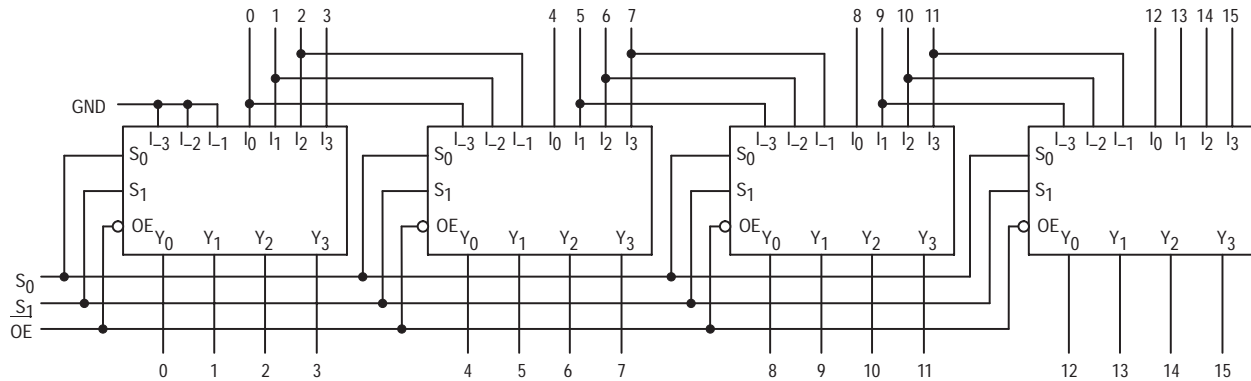 0 1 2 3 4 5 6 7 8 9 10 11 12 13 14 15
GND
I–3 I–2 I–1 I0 I1 I2 I3 I–3 I–2 I–1 I0 I1 I2 I3 I–3 I–2 I–1 I0 I1 I2 I3 I–3 I–2 I–1 I0 I1 I2 I3
S0 S0 S0 S0
S1 S1 S1 S1
OE OE OE OE
Y0 Y1 Y2 Y3 Y0 Y1 Y2 Y3 Y0 Y1 Y2 Y3 Y0 Y1 Y2 Y3
S0
S1
OE
0 1 2 3 4 5 6 7 8 9 10 11 12 13 14 15